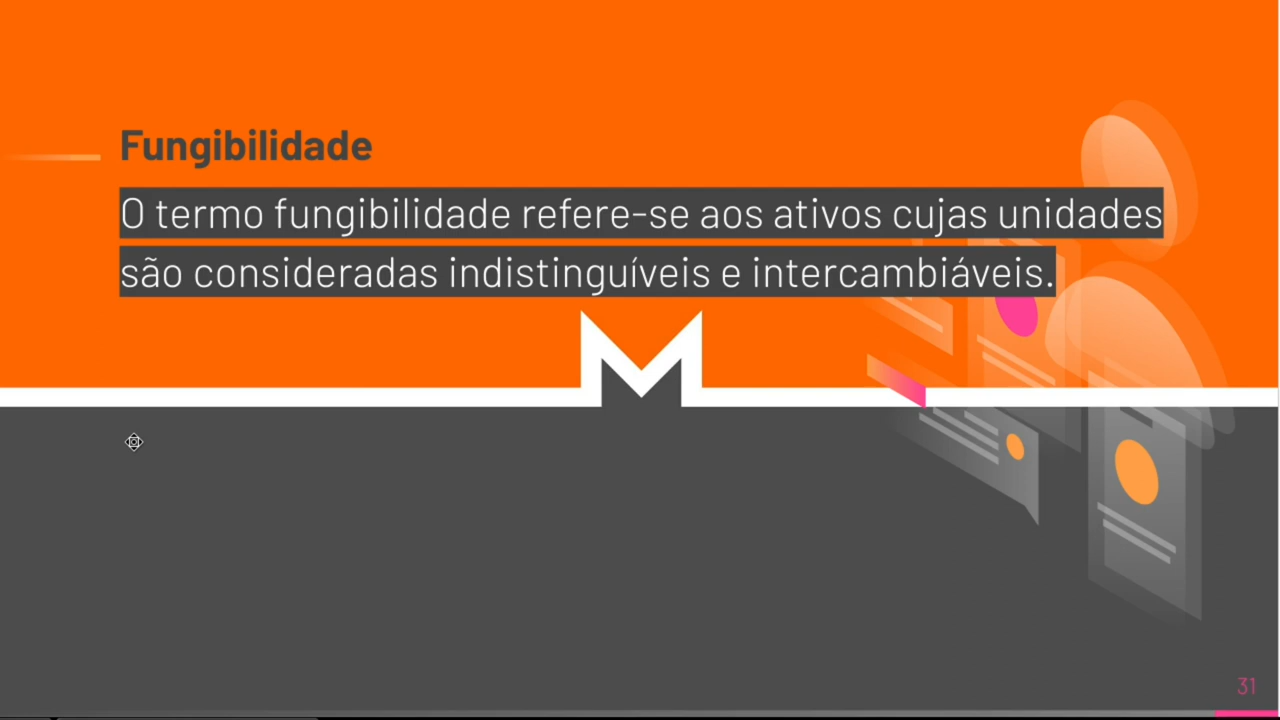 Fungibilidade
O termo fungibilidade refere-se aos ativos cujas unidades
são consideradas indistinguíveis e intercambiáveis.
31